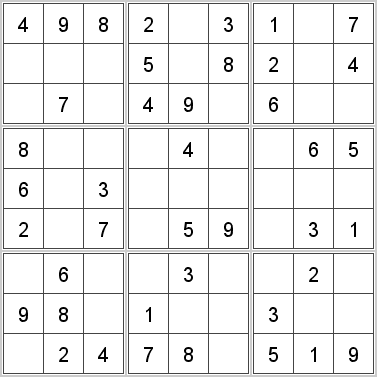 4 9 8 2 3 1 7
5 8 2 4
7 4 9 6
8 4 6 5
6 3
2 7 5 9 3 1
6 3 2
9 8 1 3
2 4 7 8 5 1 9